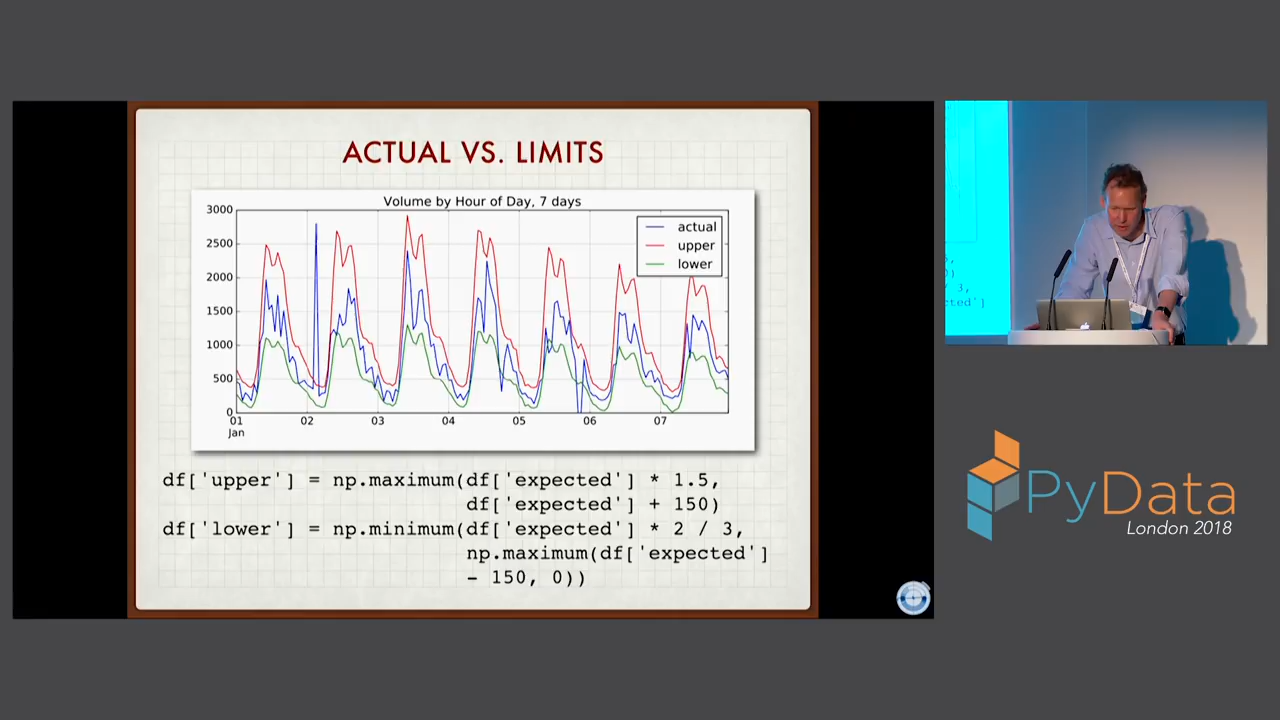 ACTUAL VS. LIMITS
Volume by Hour of Day, 7 days
3000
2500
2000
1500
1000
500
0
actual
upper
lower
01
02
03
04
05
06
07
Jan
df['upper'] = np.maximum(df['expected'] * 1.5,
df['expected'] + 150)
df['lower'] = np.minimum(df['expected'] * 2 / 3,
np.maximum(df['expected']
- 150, 0))
/ 3,
cted']
PyData
London 2018